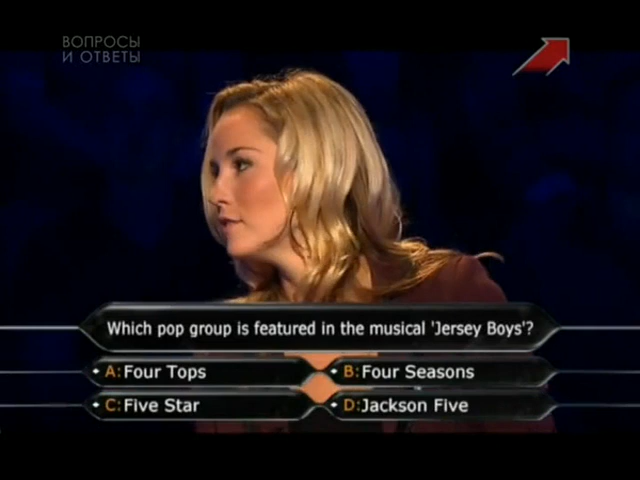 ВОПРОСЫ
И ОТВЕТЫ
Which pop group is featured in the musical 'Jersey Boys'?
A: Four Tops
B: Four Seasons
C: Five Star
D: Jackson Five